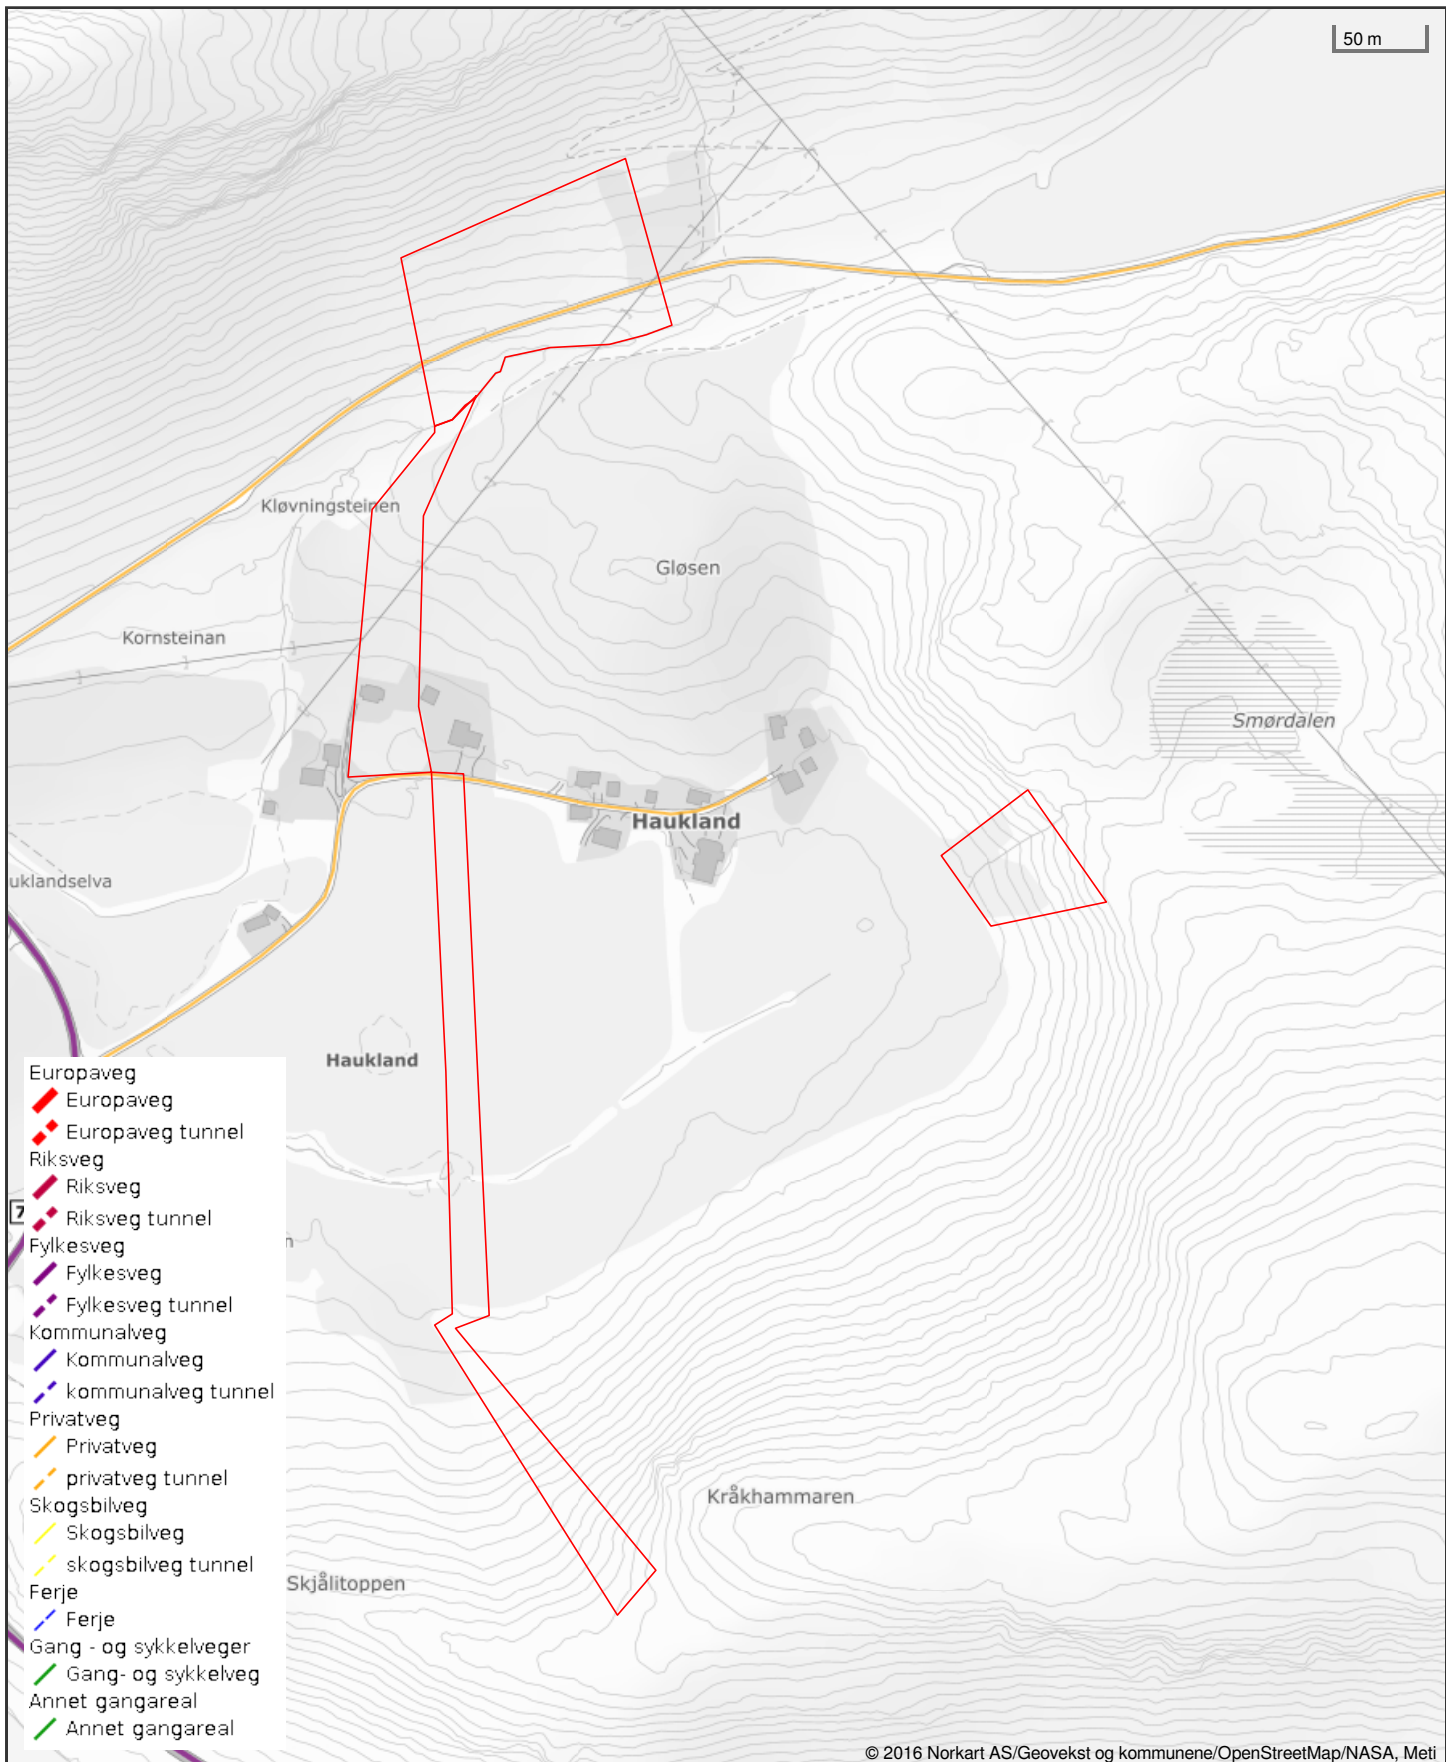 50 m
Kløvningsteinen
Gløsen
Kornsteinan
Smørdalen
Haukland
uklandselva
Haukland
Europaveg
Europaveg
Europaveg tunnel
Riksveg
Riksveg
7
Riksveg tunnel
n
Fylkesveg
Fylkesveg
Fylkesveg tunnel
Kommunalveg
Kommunalveg
kommunalveg tunnel
Privatveg
Privatveg
privatveg tunnel
Kråkhammaren
Skogsbilveg
Skogsbilveg
skogsbilveg tunnel
Skjålitoppen
Ferje
Ferje
Gang - og sykkelveger
Gang- og sykkelveg
Annet gangareal
Annet gangareal
© 2016 Norkart AS/Geovekst og kommunene/OpenStreetMap/NASA, Meti